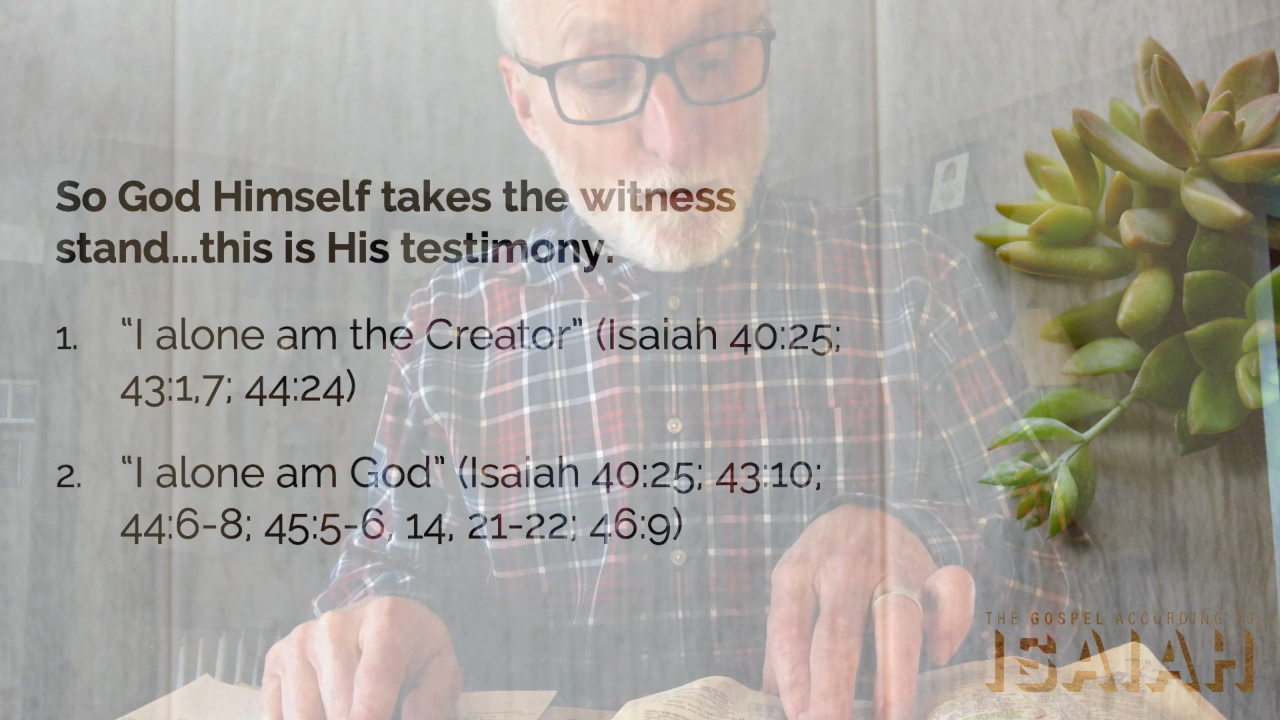 So God Himself takes the witness
stand...this is His testimony.
1. “I alone am the Creator” (Isaiah 40:25;
43:1,7; 44:24)
2. “I alone am God” (Isaiah 40:25; 43:10;
44:6-8; 45:5-6, 14, 21-22; 46:9)
THE GOSPEL ACCORDING TO
ISAIAH